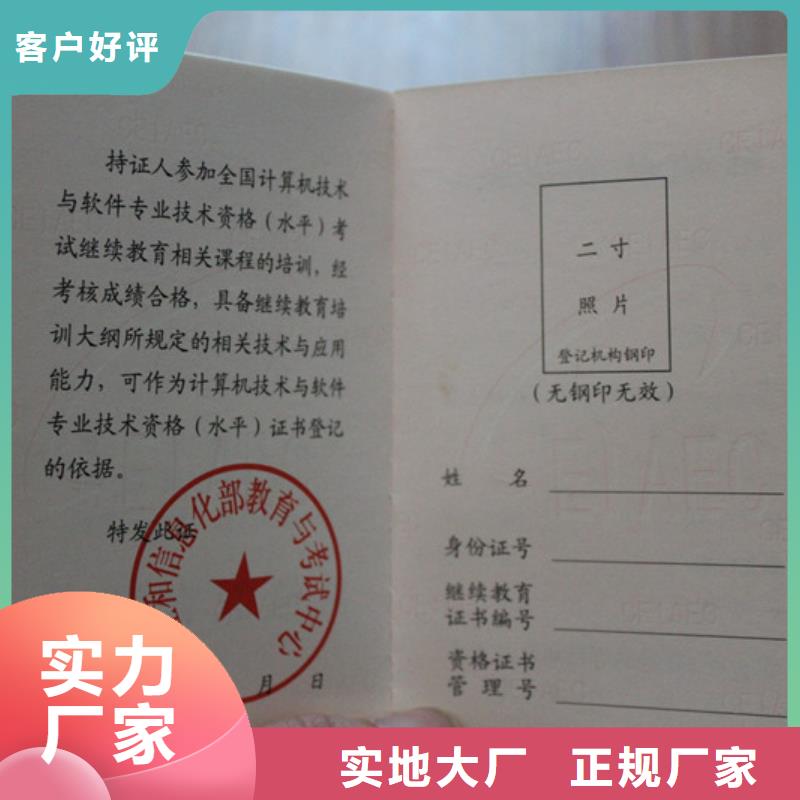 客户好评
持证人参加全国计算机技术
与软件专业技术资格(水平)考
试继续教育相关课程的培训,经
考核成绩合格,具备继续教育培
训大纲所规定的相关技术与应用
能力,可作为计算机技术与软件
专业技术资格(水平)证书登记
的依据。
特发此证
和信息化部教育与考试中心
月 日
CETAEC
二寸
照片
登记机构钢印
(无钢印无效)
姓 名
身份证号
继续教育
证书编号
资格证书
管理号
实力
厂家
实地大厂 正规厂家